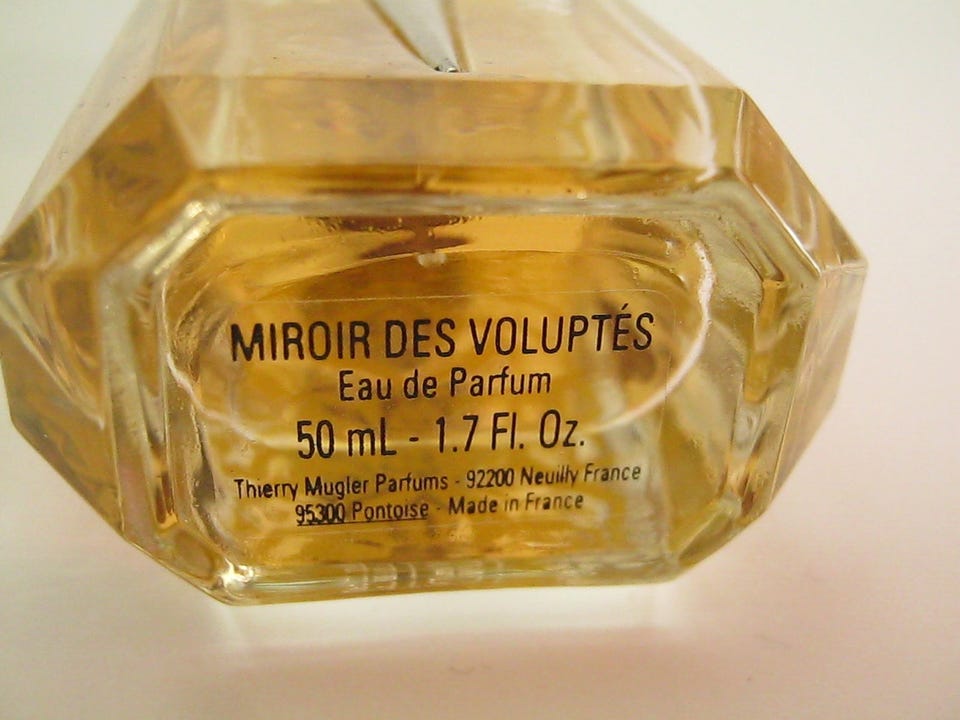 MIROIR DES VOLUPTÉS
Eau de Parfum
50 mL - 1.7 Fl. Oz.
Thierry Mugler Parfums - 92200 Neuilly France
95300 Pontoise - Made in France